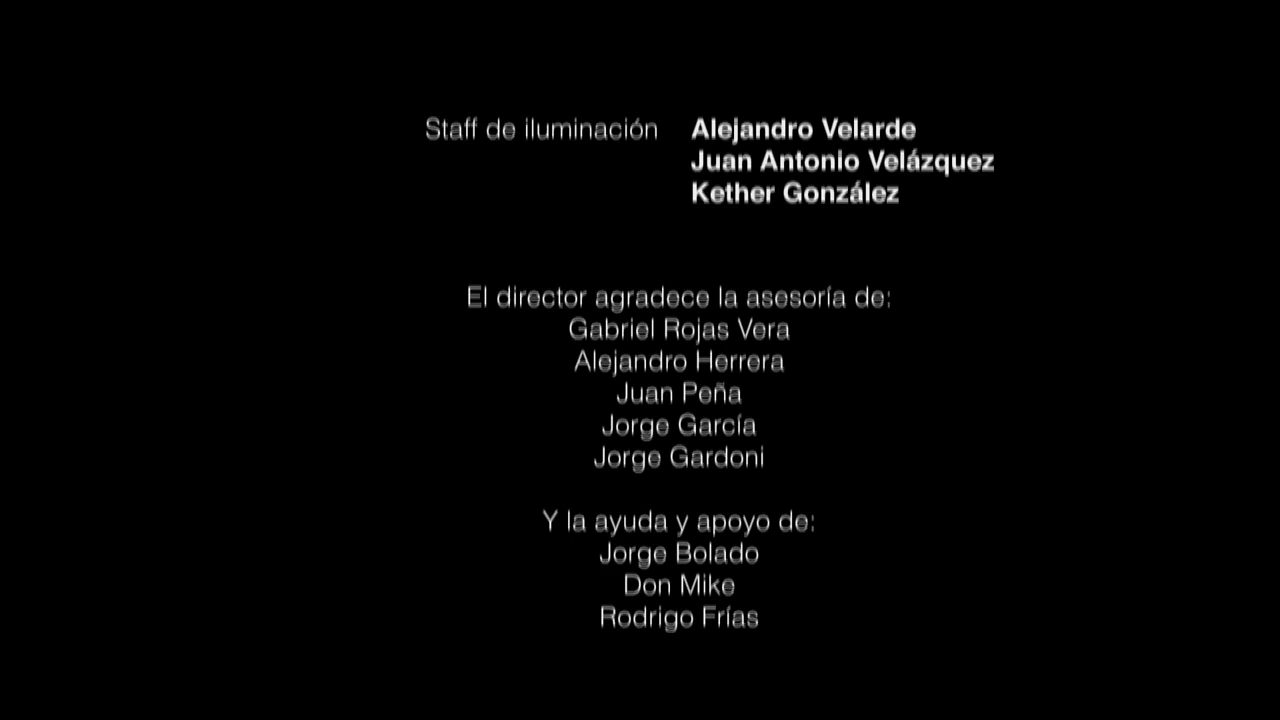 Staff de iluminación Alejandro Velarde
Juan Antonio Velázquez
Kether González
El director agradece la asesoría de:
Gabriel Rojas Vera
Alejandro Herrera
Juan Peña
Jorge García
Jorge Gardoni
Y la ayuda y apoyo de:
Jorge Bolado
Don Mike
Rodrigo Frías